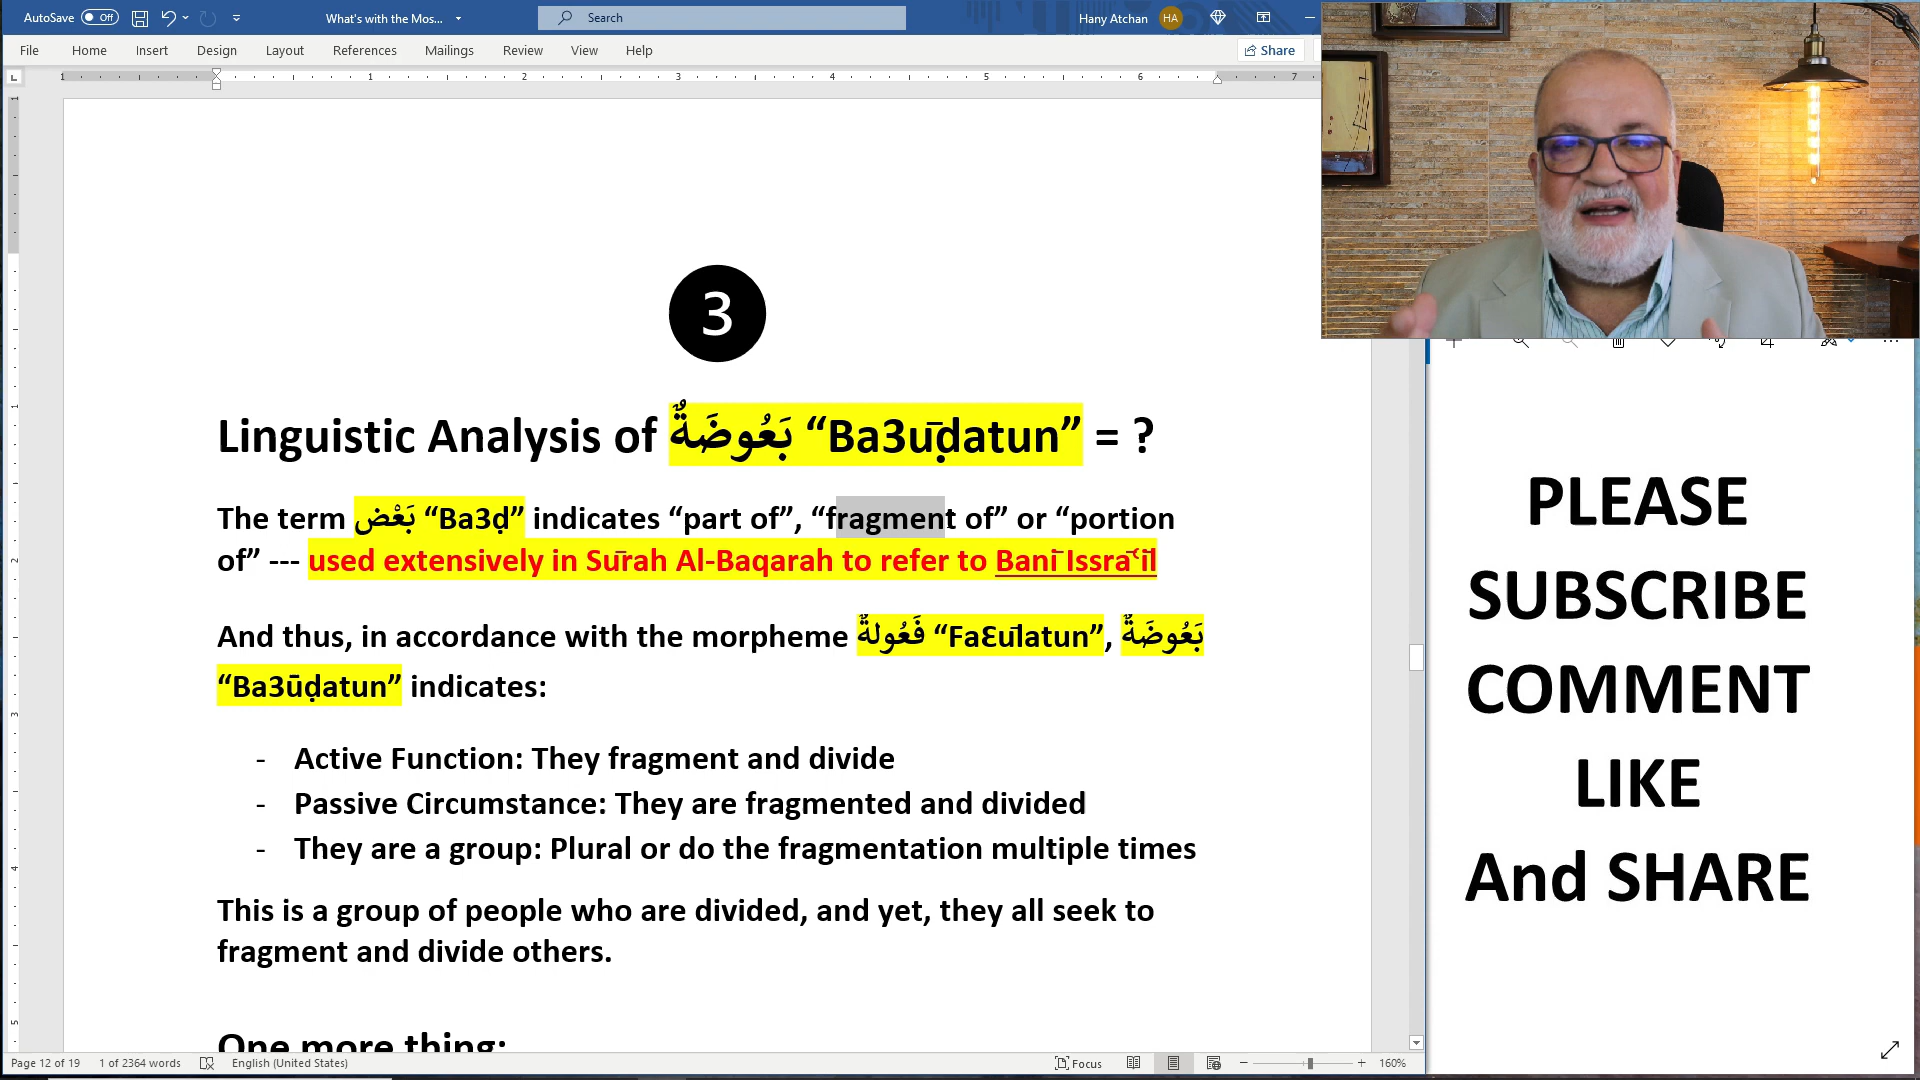 AutoSave Off What's with the Mos... Search Hany Atchan HA
File Home Insert Design Layout References Mailings Review View Help Share
3
Linguistic Analysis of بَعُوضَةٌ “Ba3ūḍatun” = ?
The term بَعْض “Ba3ḍ” indicates “part of”, “fragment of” or “portion
of” --- used extensively in Sūrah Al-Baqarah to refer to Banī Issrāʾīl
And thus, in accordance with the morpheme فَعُولةٌ “FaƐūlatun”, بَعُوضَةٌ
“Ba3ūḍatun” indicates:
- Active Function: They fragment and divide
- Passive Circumstance: They are fragmented and divided
- They are a group: Plural or do the fragmentation multiple times
This is a group of people who are divided, and yet, they all seek to
fragment and divide others.
One more thing:
PLEASE
SUBSCRIBE
COMMENT
LIKE
And SHARE
Page 12 of 19 1 of 2364 words English (United States) Focus 160%